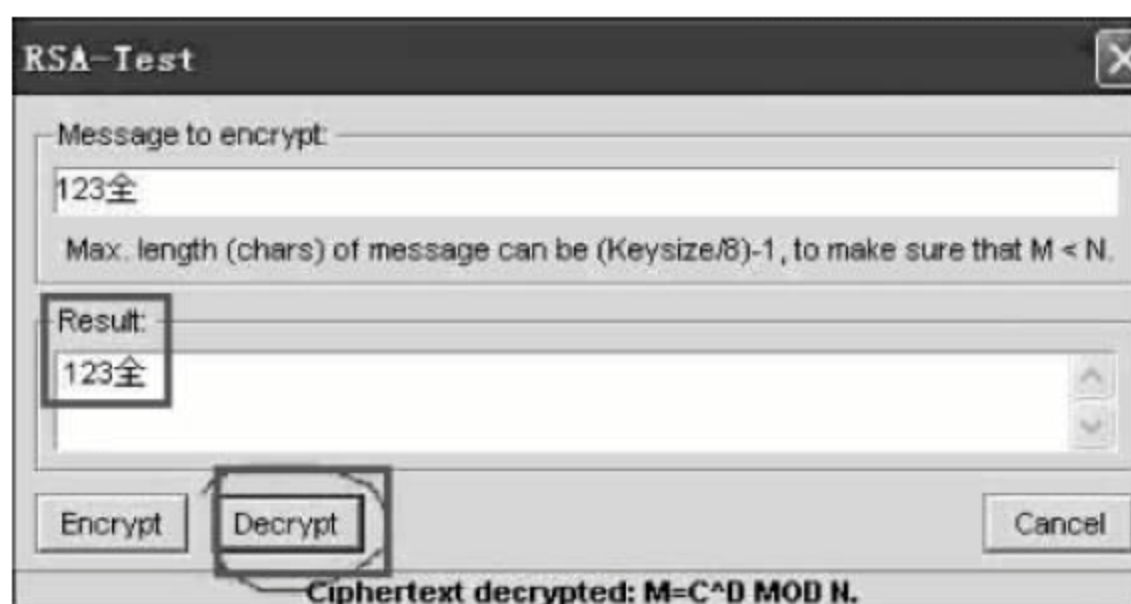 RSA-Test
Message to encrypt:
123全
Max. length (chars) of message can be (Keysize/8)-1, to make sure that M < N.
Result:
123全
Encrypt Decrypt Cancel
Ciphertext decrypted: M=C^D MOD N.